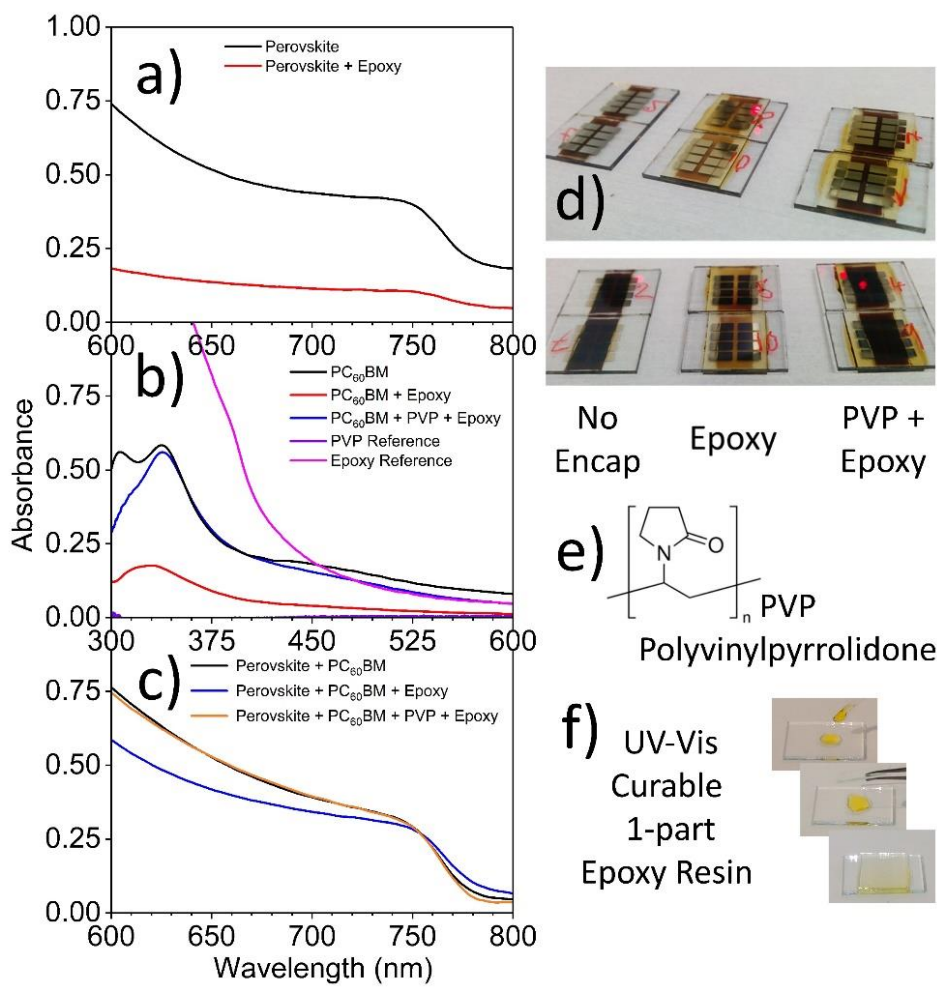 a)
Perovskite
Perovskite + Epoxy
1.00
0.75
0.50
0.25
0.00
600 650 700 750 800
b)
PC60BM
PC60BM + Epoxy
PC60BM + PVP + Epoxy
PVP Reference
Epoxy Reference
0.75
0.50
0.25
0.00
300 375 450 525 600
c)
Perovskite + PC60BM
Perovskite + PC60BM + Epoxy
Perovskite + PC60BM + PVP + Epoxy
0.75
0.50
0.25
0.00
600 650 700 750 800
Absorbance
Wavelength (nm)
d)
No
Encap
Epoxy
PVP +
Epoxy
e)
N
O
n
PVP
Polyvinylpyrrolidone
f)
UV-Vis
Curable
1-part
Epoxy Resin